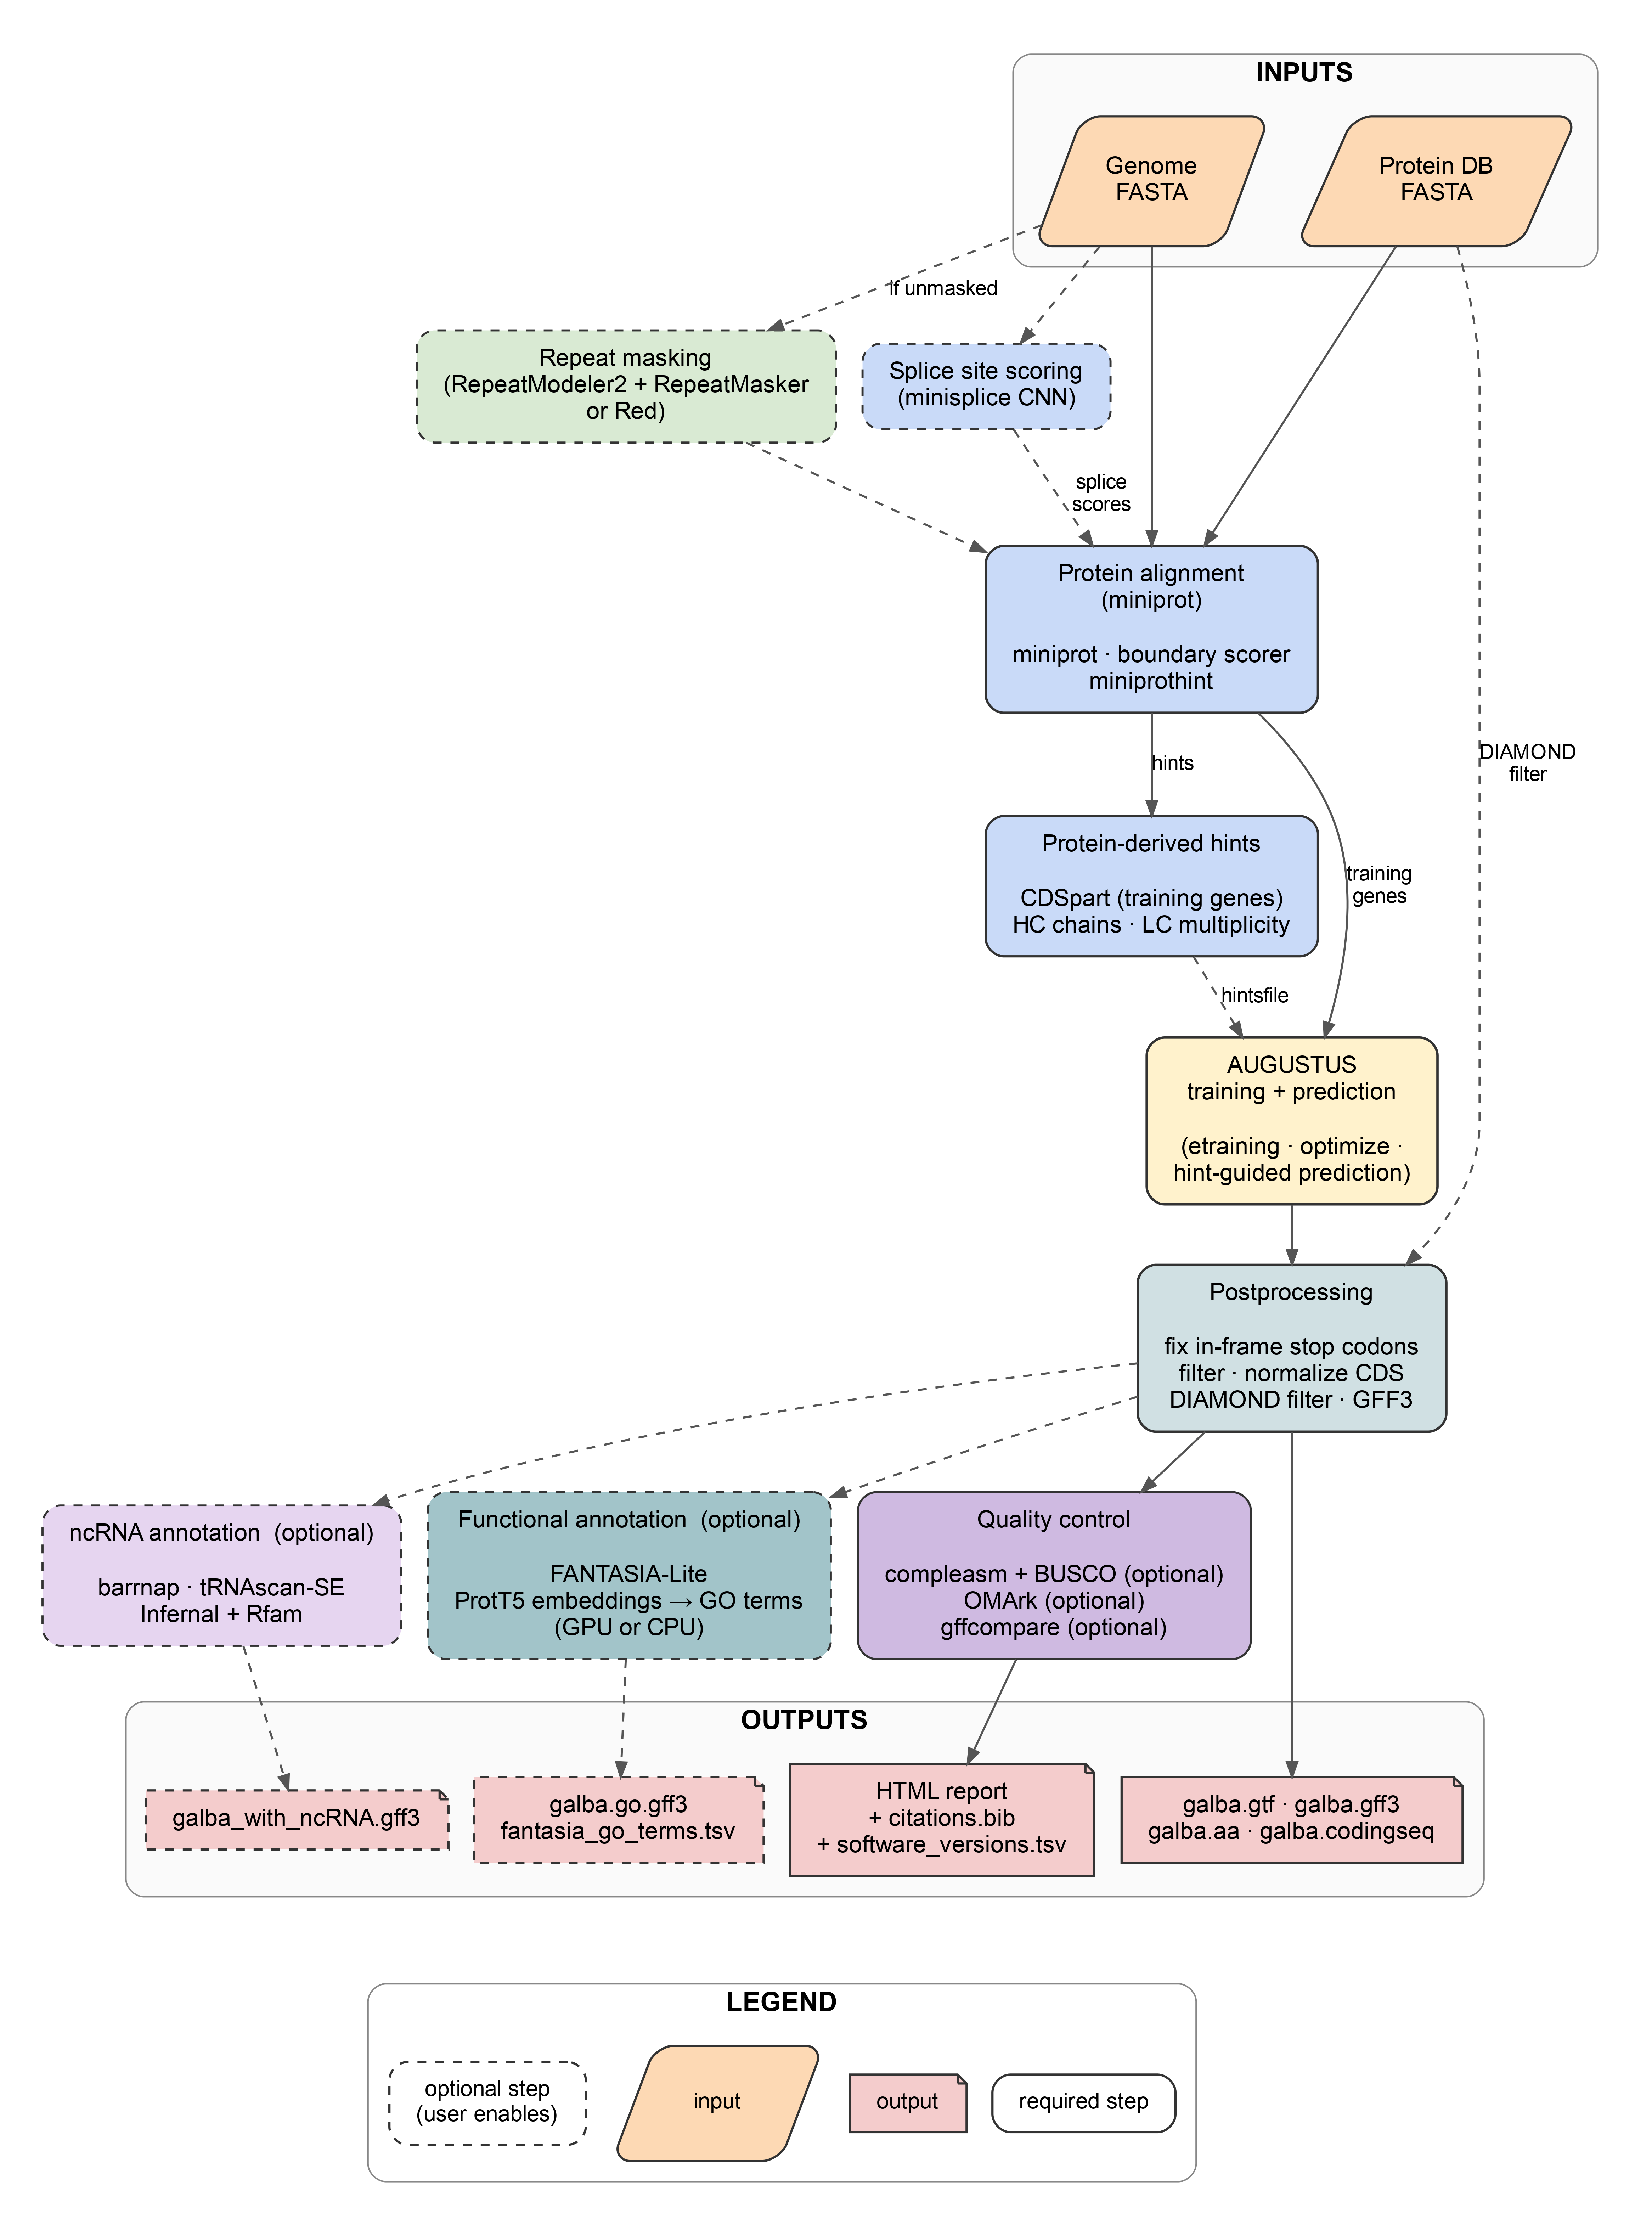 INPUTS
Genome
FASTA
Protein DB
FASTA
if unmasked
Repeat masking
(RepeatModeler2 + RepeatMasker
or Red)
Splice site scoring
(minisplice CNN)
splice
scores
Protein alignment
(miniprot)
miniprot · boundary scorer
miniprothint
hints
DIAMOND
filter
Protein-derived hints
CDSpart (training genes)
HC chains · LC multiplicity
training
genes
hintsfile
AUGUSTUS
training + prediction
(etraining · optimize ·
hint-guided prediction)
Postprocessing
fix in-frame stop codons
filter · normalize CDS
DIAMOND filter · GFF3
ncRNA annotation  (optional)
barrnap · tRNAscan-SE
Infernal + Rfam
Functional annotation  (optional)
FANTASIA-Lite
ProtT5 embeddings → GO terms
(GPU or CPU)
Quality control
compleasm + BUSCO (optional)
OMArk (optional)
gffcompare (optional)
OUTPUTS
galba_with_ncRNA.gff3
galba.go.gff3
fantasia_go_terms.tsv
HTML report
+ citations.bib
+ software_versions.tsv
galba.gtf · galba.gff3
galba.aa · galba.codingseq
LEGEND
optional step
(user enables)
input
output
required step